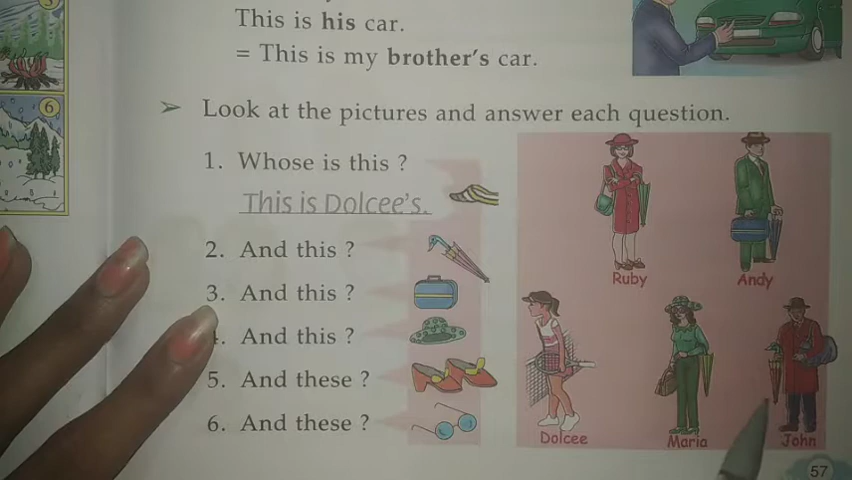 This is his car.
= This is my brother's car.
➢ Look at the pictures and answer each question.
1. Whose is this ?
This is Dolcee's.
2. And this ?
3. And this ?
. And this ?
5. And these ?
6. And these ?
Ruby
Andy
Dolcee
Maria
John
6
57